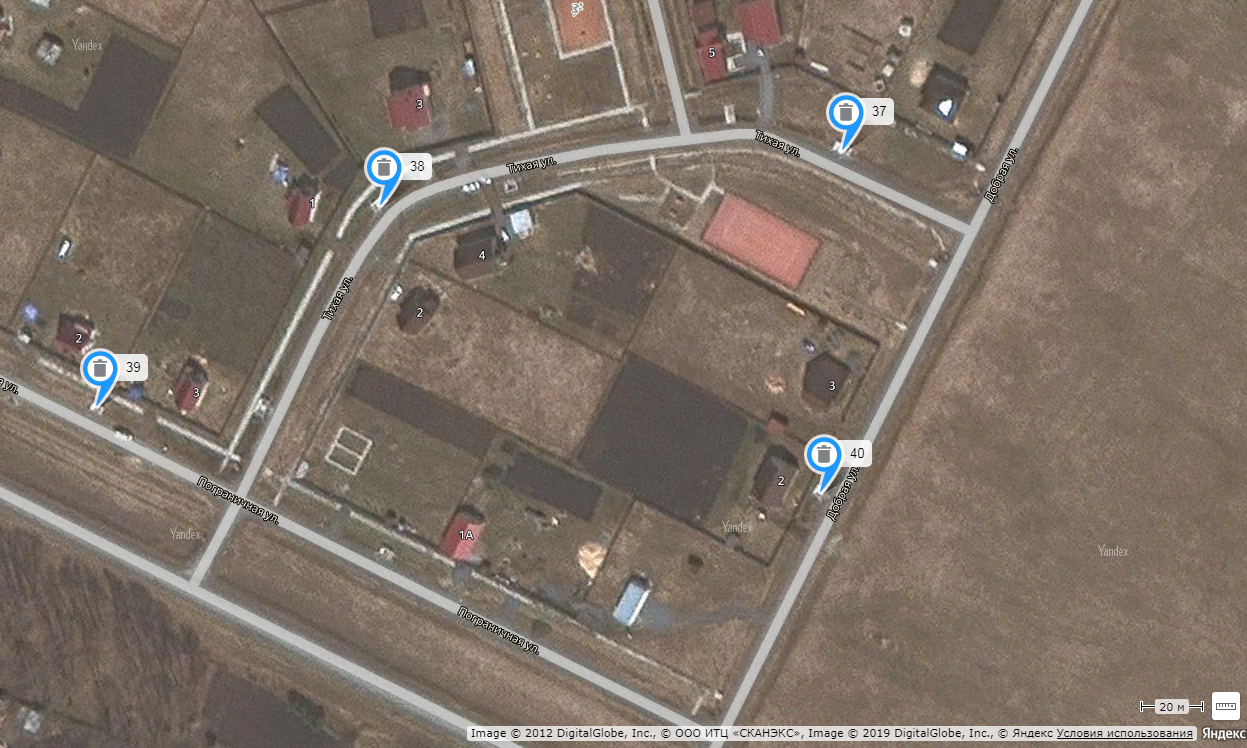 Yandex
3
5
37
Тихая ул.
38
Тихая ул.
Добрая ул.
1
4
2
Тихая ул.
2
39
3
3
ул.
40
2
Добрая ул.
Пограничная ул.
Yandex
Yandex
1А
Yandex
Пограничная ул.
20 м
Image © 2012 DigitalGlobe, Inc., © ООО ИТЦ «СКАНЭКС», Image © 2019 DigitalGlobe, Inc., © Яндекс Условия использования Яндекс